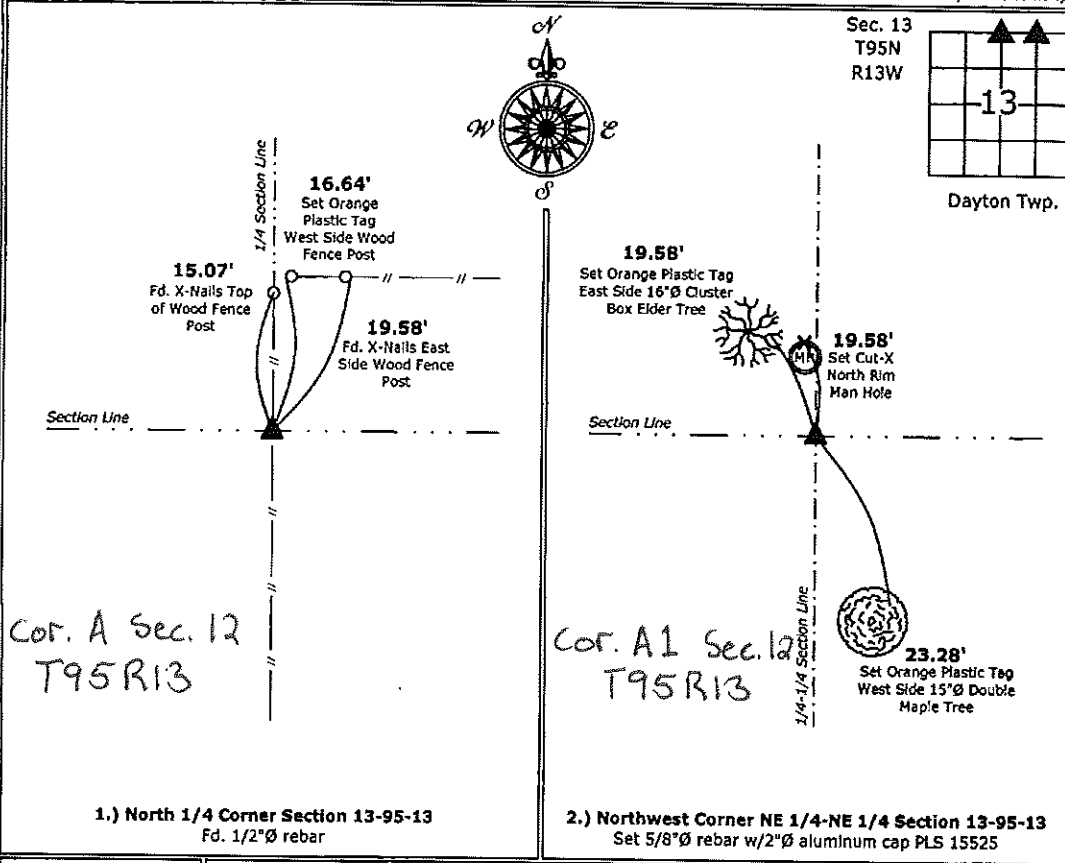 N
W
E
S
Sec. 13
T95N
R13W
13
Dayton Twp.
1/4 Section Line
16.64'
Set Orange
Plastic Tag
West Side Wood
Fence Post
15.07'
Fd. X-Nails Top
of Wood Fence
Post
19.58'
Fd. X-Nails East
Side Wood Fence
Post
Section Line
Cor. A Sec. 12
T95R13
1.) North 1/4 Corner Section 13-95-13
Fd. 1/2"Ø rebar
19.58'
Set Orange Plastic Tag
East Side 16"Ø Cluster
Box Elder Tree
MH
19.58'
Set Cut-X
North Rim
Man Hole
Section Line
Cor. A1 Sec. 12
T95R13
1/4-1/4 Section Line
23.28'
Set Orange Plastic Tag
West Side 15"Ø Double
Maple Tree
2.) Northwest Corner NE 1/4-NE 1/4 Section 13-95-13
Set 5/8"Ø rebar w/2"Ø aluminum cap PLS 15525